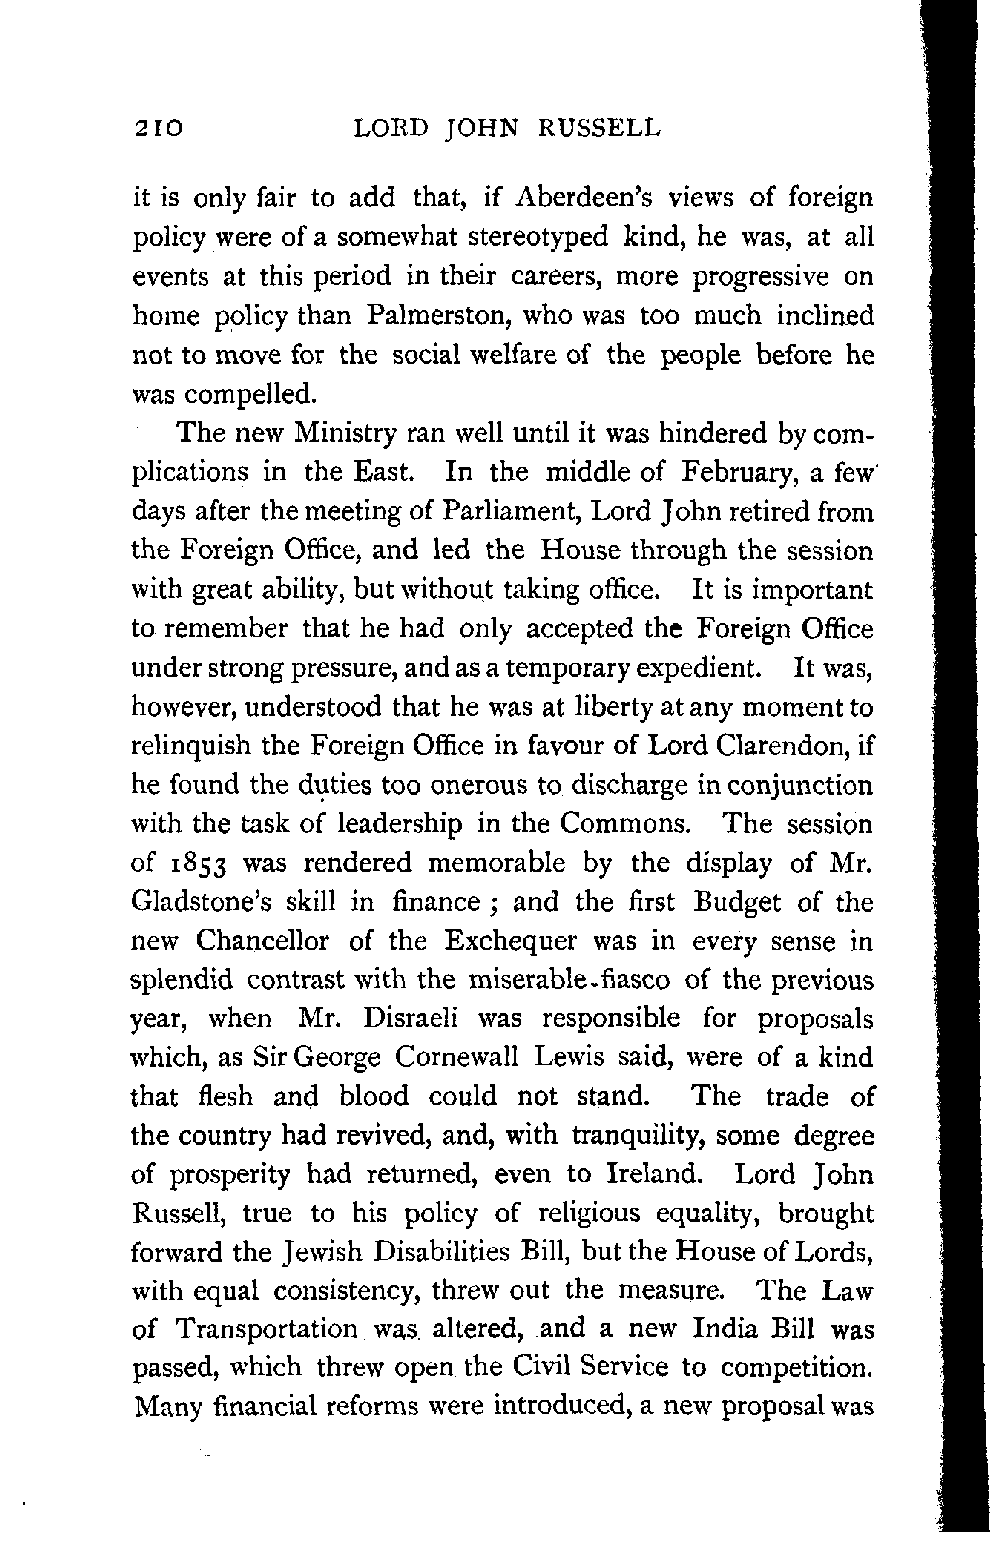 210 LORD JOHN RUSSELL
it is only fair to add that, if Aberdeen's views of foreign
policy were of a somewhat stereotyped kind, he was, at all
events at this period in their careers, more progressive on
home policy than Palmerston, who was too much inclined
not to move for the social welfare of the people before he
was compelled.
The new Ministry ran well until it was hindered by com-
plications in the East. In the middle of February, a few
days after the meeting of Parliament, Lord John retired from
the Foreign Office, and led the House through the session
with great ability, but without taking office. It is important
to remember that he had only accepted the Foreign Office
under strong pressure, and as a temporary expedient. It was,
however, understood that he was at liberty at any moment to
relinquish the Foreign Office in favour of Lord Clarendon, if
he found the duties too onerous to discharge in conjunction
with the task of leadership in the Commons. The session
of 1853 was rendered memorable by the display of Mr.
Gladstone's skill in finance ; and the first Budget of the
new Chancellor of the Exchequer was in every sense in
splendid contrast with the miserable fiasco of the previous
year, when Mr. Disraeli was responsible for proposals
which, as Sir George Cornewall Lewis said, were of a kind
that flesh and blood could not stand. The trade of
the country had revived, and, with tranquility, some degree
of prosperity had returned, even to Ireland. Lord John
Russell, true to his policy of religious equality, brought
forward the Jewish Disabilities Bill, but the House of Lords,
with equal consistency, threw out the measure. The Law
of Transportation was altered, and a new India Bill was
passed, which threw open the Civil Service to competition.
Many financial reforms were introduced, a new proposal was